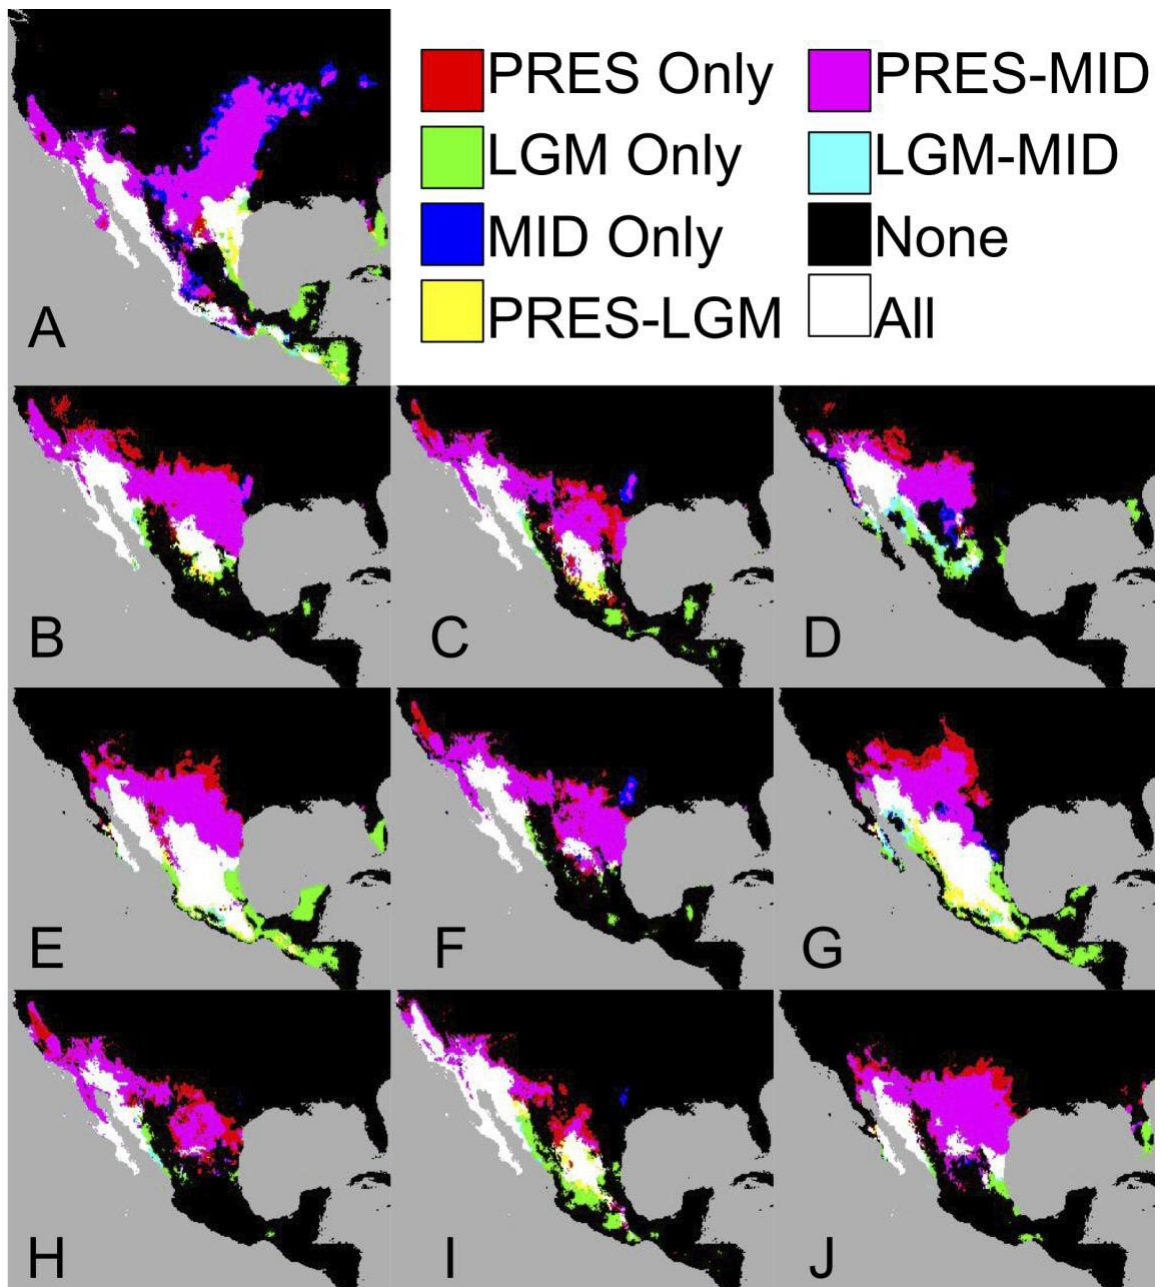 PRES Only PRES-MID
LGM Only LGM-MID
MID Only None
PRES-LGM All
A
B C D
E F G
H I J